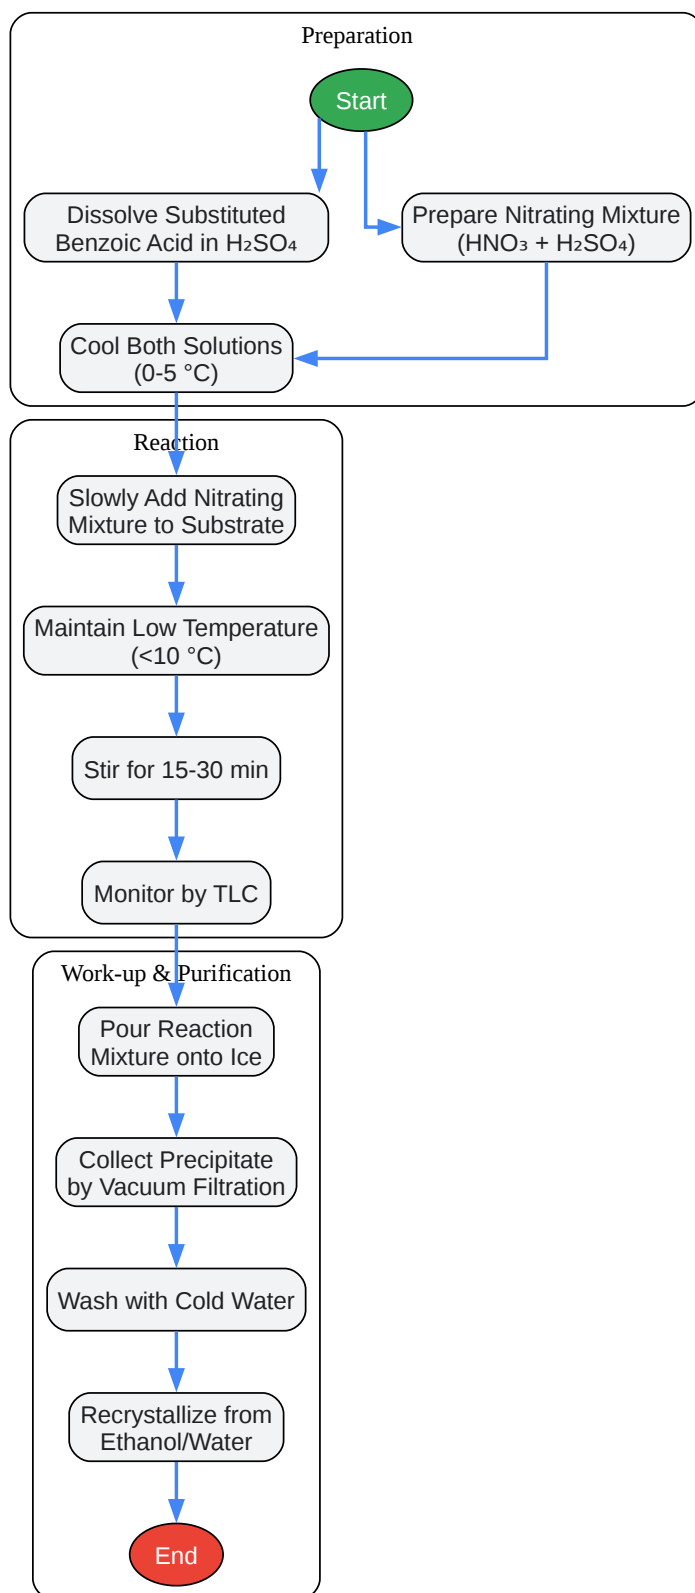 Preparation
Start
Dissolve Substituted
Benzoic Acid in H₂SO₄
Prepare Nitrating Mixture
(HNO₃ + H₂SO₄)
Cool Both Solutions
(0-5 °C)
Reaction
Slowly Add Nitrating
Mixture to Substrate
Maintain Low Temperature
(<10 °C)
Stir for 15-30 min
Monitor by TLC
Work-up & Purification
Pour Reaction
Mixture onto Ice
Collect Precipitate
by Vacuum Filtration
Wash with Cold Water
Recrystallize from
Ethanol/Water
End